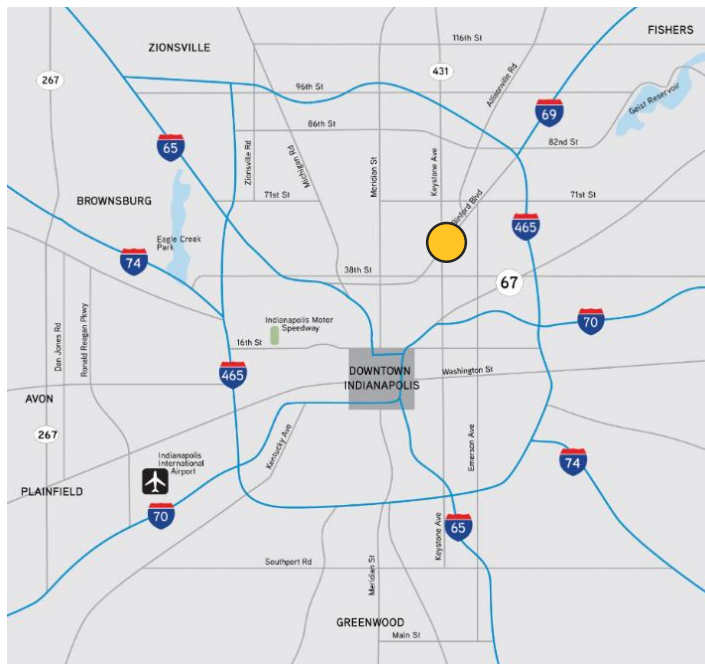 FISHERS
116th St
ZIONSVILLE
431
Allisonville Rd
267
96th St
Geist Reservoir
69
86th St
82nd St
65
Zionsville Rd
Michigan Rd
Meridian St
Keystone Ave
71st St
71st St
BROWNSBURG
Binford Blvd
465
Eagle Creek
Park
74
38th St
67
70
Indianapolis Motor
Speedway
Dan Jones Rd
Ronald Reagan Pkwy
16th St
DOWNTOWN
INDIANAPOLIS
Washington St
465
AVON
267
Kentucky Ave
Emerson Ave
Indianapolis
International
Airport
74
PLAINFIELD
70
65
Keystone Ave
Southport Rd
Meridian St
GREENWOOD
Main St